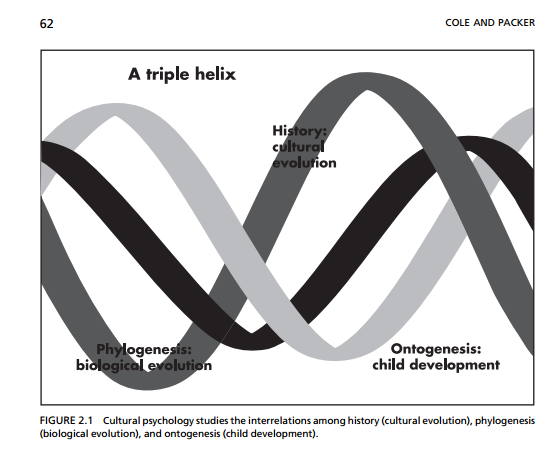 62
COLE AND PACKER
A triple helix
History:
cultural
evolution
Phylogenesis:
biological evolution
Ontogenesis:
child development
FIGURE 2.1 Cultural psychology studies the interrelations among history (cultural evolution), phylogenesis
(biological evolution), and ontogenesis (child development).